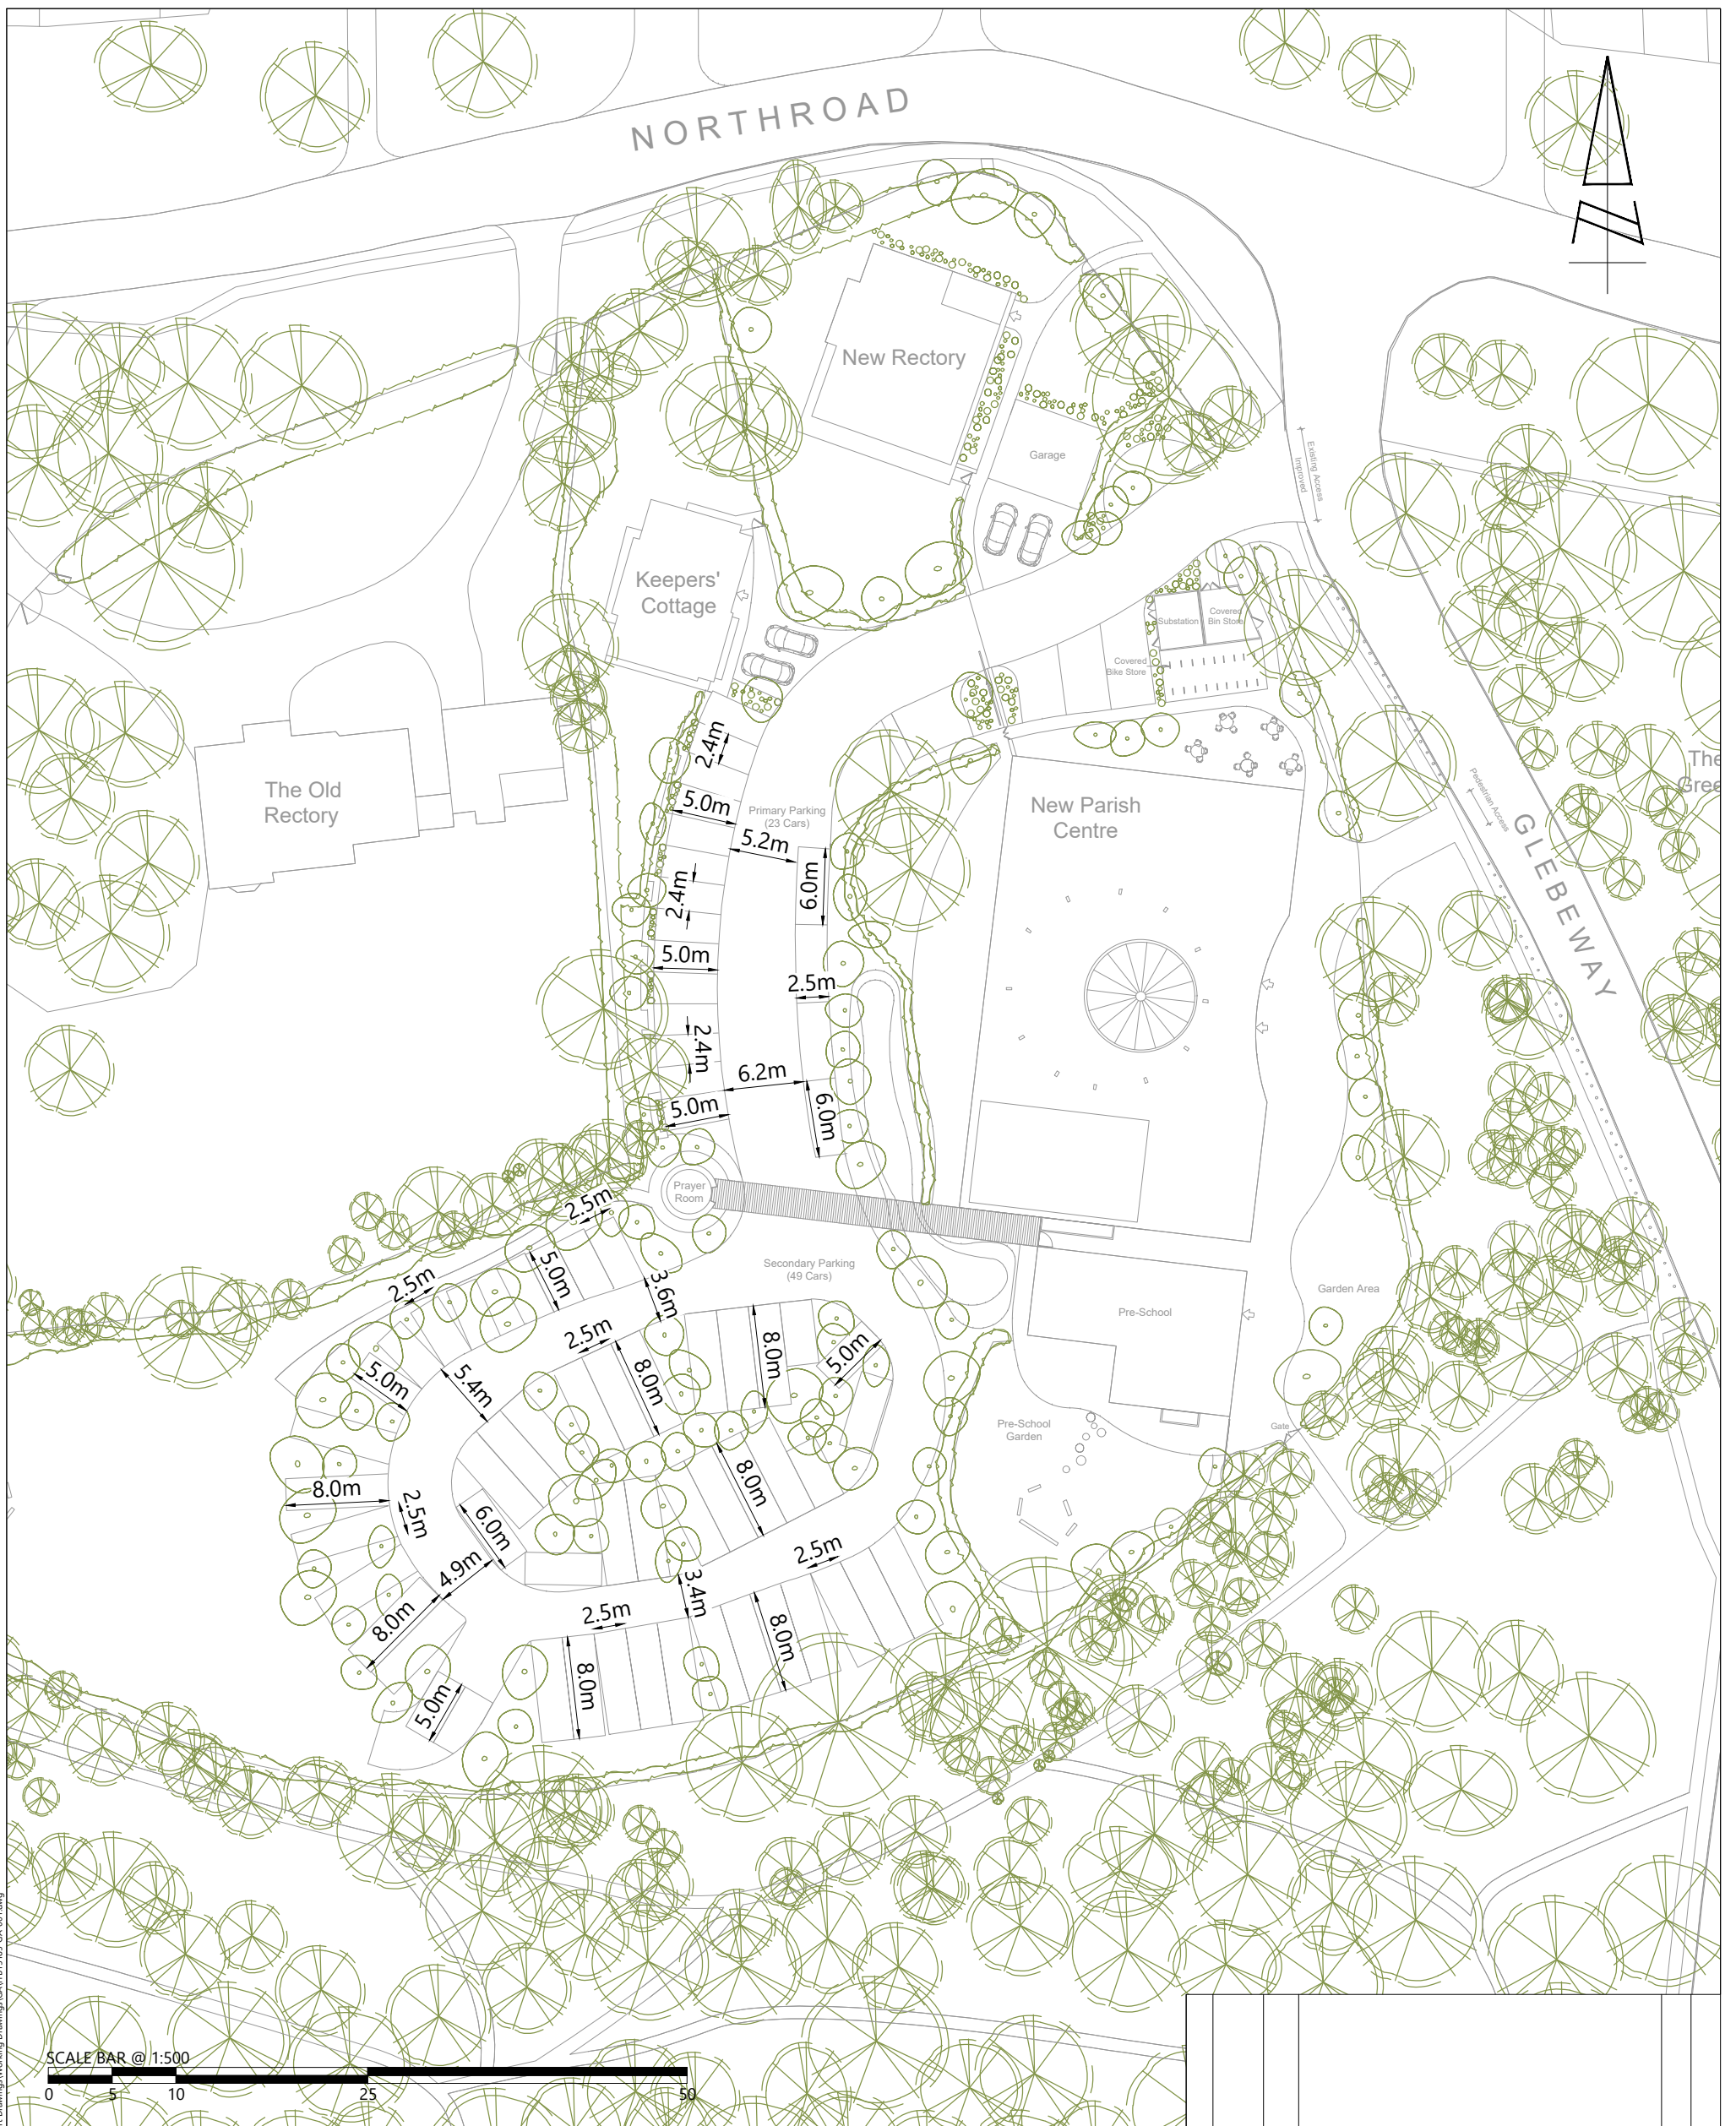 NORTHROAD
New Rectory
Garage
Existing Access
Improved
Keepers'
Cottage
Substation
Covered
Bin Store
Covered
Bike Store
The Old
Rectory
2.4m
5.0m
Primary Parking
(23 Cars)
5.2m
New Parish
Centre
Pedestrian Access
The
Gree
GLEBEWAY
6.0m
2.4m
5.0m
2.5m
2.4m
6.2m
5.0m
6.0m
Prayer
Room
2.5m
5.0m
2.5m
3.6m
Secondary Parking
(49 Cars)
Pre-School
Garden Area
2.5m
8.0m
8.0m
5.0m
5.4m
5.0m
Pre-School
Garden
Gate
8.0m
2.5m
6.0m
8.0m
4.9m
2.5m
3.4m
8.0m
2.5m
8.0m
8.0m
5.0m
SCALE BAR @ 1:500
0 5 10 25 50